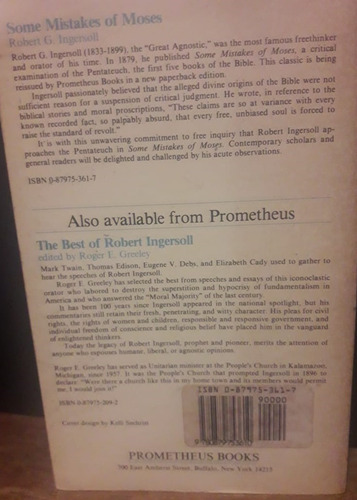 Some Mistakes of Moses
Robert G. Ingersoll
Robert G. Ingersoll (1833-1899), the "Great Agnostic," was the most famous freethinker
and orator of his time. In 1879, he published Some Mistakes of Moses, a critical
examination of the Pentateuch, the first five books of the Bible. This classic is being
reissued by Prometheus Books in a new paperback edition.
Ingersoll passionately believed that the alleged divine origins of the Bible were not
sufficient reason for a suspension of critical judgment. He wrote, in reference to the
biblical stories and moral proscriptions, "These claims are so at variance with every
known recorded fact, so palpably absurd, that every free, unbiased soul is forced to
raise the standard of revolt."
It is with this unwavering commitment to free inquiry that Robert Ingersoll ap-
proaches the Pentateuch in Some Mistakes of Moses. Contemporary scholars and
general readers will be delighted and challenged by his acute observations.
ISBN 0-87975-361-7
Also available from Prometheus
The Best of Robert Ingersoll
edited by Roger E. Greeley
Mark Twain, Thomas Edison, Eugene V. Debs, and Elizabeth Cady used to gather to
hear the speeches of Robert Ingersoll.
Roger E. Greeley has selected the best from speeches and essays of this iconoclastic
orator who labored to destroy the superstition and hypocrisy of fundamentalism in
America and who answered the "Moral Majority" of the last century.
It has been 100 years since Ingersoll appeared in the national spotlight, but his
commentaries still retain their fresh, penetrating, and witty character. His pleas for civil
rights, the rights of women and children, responsible and responsive government, and
individual freedom of conscience and religious belief have placed him in the vanguard
of enlightened thinkers.
Today the legacy of Robert Ingersoll, prophet and pioneer, merits the attention of
anyone who espouses humane, liberal, or agnostic opinions.
Roger E. Greeley has served as Unitarian minister at the People's Church in Kalamazoo,
Michigan, since 1957. It was the People's Church that prompted Ingersoll in 1896 to
declare: "Were there a church like this in my home town and its members would permit
me, I would join it!"
ISBN 0-87975-209-2
ISBN 0-87975-361-7
90000
Cover design by Kelli Sechrist
PROMETHEUS BOOKS
700 East Amherst Street, Buffalo, New York 14215